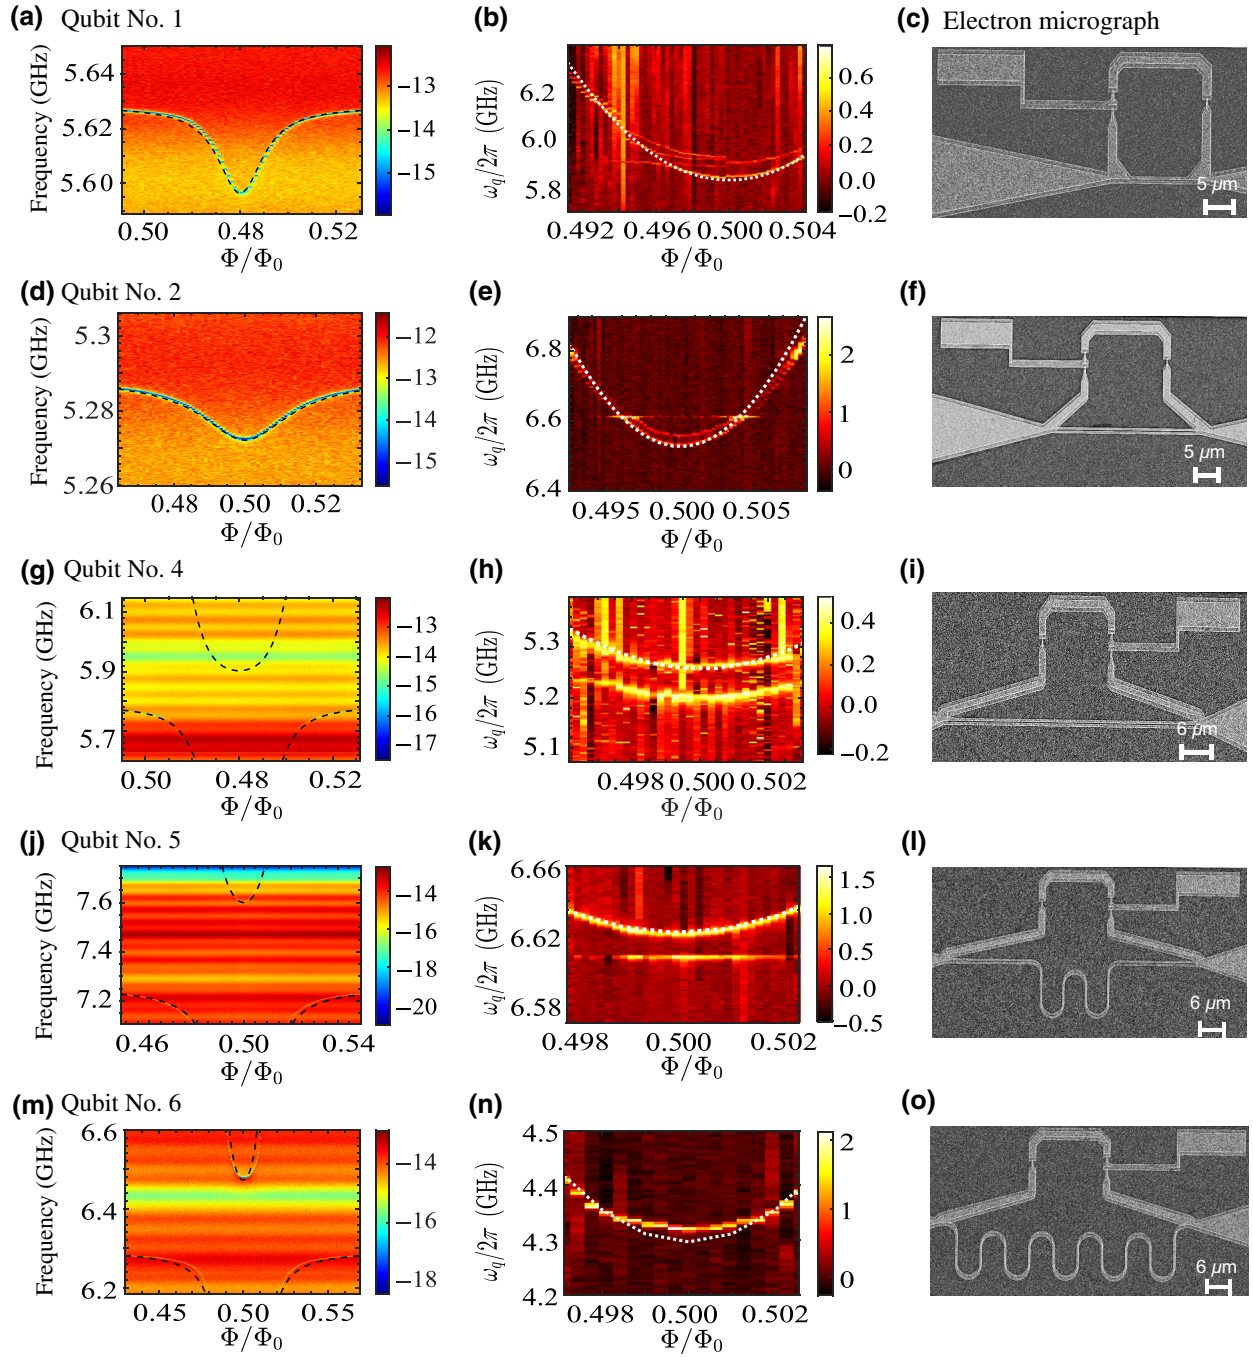 (a) Qubit No. 1
Frequency (GHz)
5.64
5.62
5.60
0.50 0.48 0.52
Φ/Φ0
−13
−14
−15
(b)
ωq/2π (GHz)
6.2
6.0
5.8
0.492 0.496 0.500 0.504
Φ/Φ0
0.6
0.4
0.2
0.0
−0.2
(c) Electron micrograph
5 μm
(d) Qubit No. 2
Frequency (GHz)
5.3
5.28
5.26
0.48 0.50 0.52
Φ/Φ0
−12
−13
−14
−15
(e)
ωq/2π (GHz)
6.8
6.6
6.4
0.495 0.500 0.505
Φ/Φ0
2
1
0
(f)
5 μm
(g) Qubit No. 4
Frequency (GHz)
6.1
5.9
5.7
0.50 0.48 0.52
Φ/Φ0
−13
−14
−15
−16
−17
(h)
ωq/2π (GHz)
5.3
5.2
5.1
0.498 0.500 0.502
Φ/Φ0
0.4
0.2
0.0
−0.2
(i)
6 μm
(j) Qubit No. 5
Frequency (GHz)
7.6
7.4
7.2
0.46 0.50 0.54
Φ/Φ0
−14
−16
−18
−20
(k)
ωq/2π (GHz)
6.66
6.62
6.58
0.498 0.500 0.502
Φ/Φ0
1.5
1.0
0.5
0.0
−0.5
(l)
6 μm
(m) Qubit No. 6
Frequency (GHz)
6.6
6.4
6.2
0.45 0.50 0.55
Φ/Φ0
−14
−16
−18
(n)
ωq/2π (GHz)
4.5
4.4
4.3
4.2
0.498 0.500 0.502
Φ/Φ0
2
1
0
(o)
6 μm